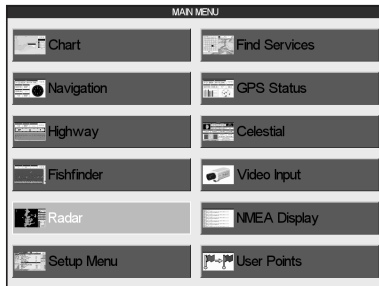 MAIN MENU
Chart
Find Services
Navigation
GPS Status
Highway
Celestial
Fishfinder
Video Input
Radar
NMEA Display
Setup Menu
User Points